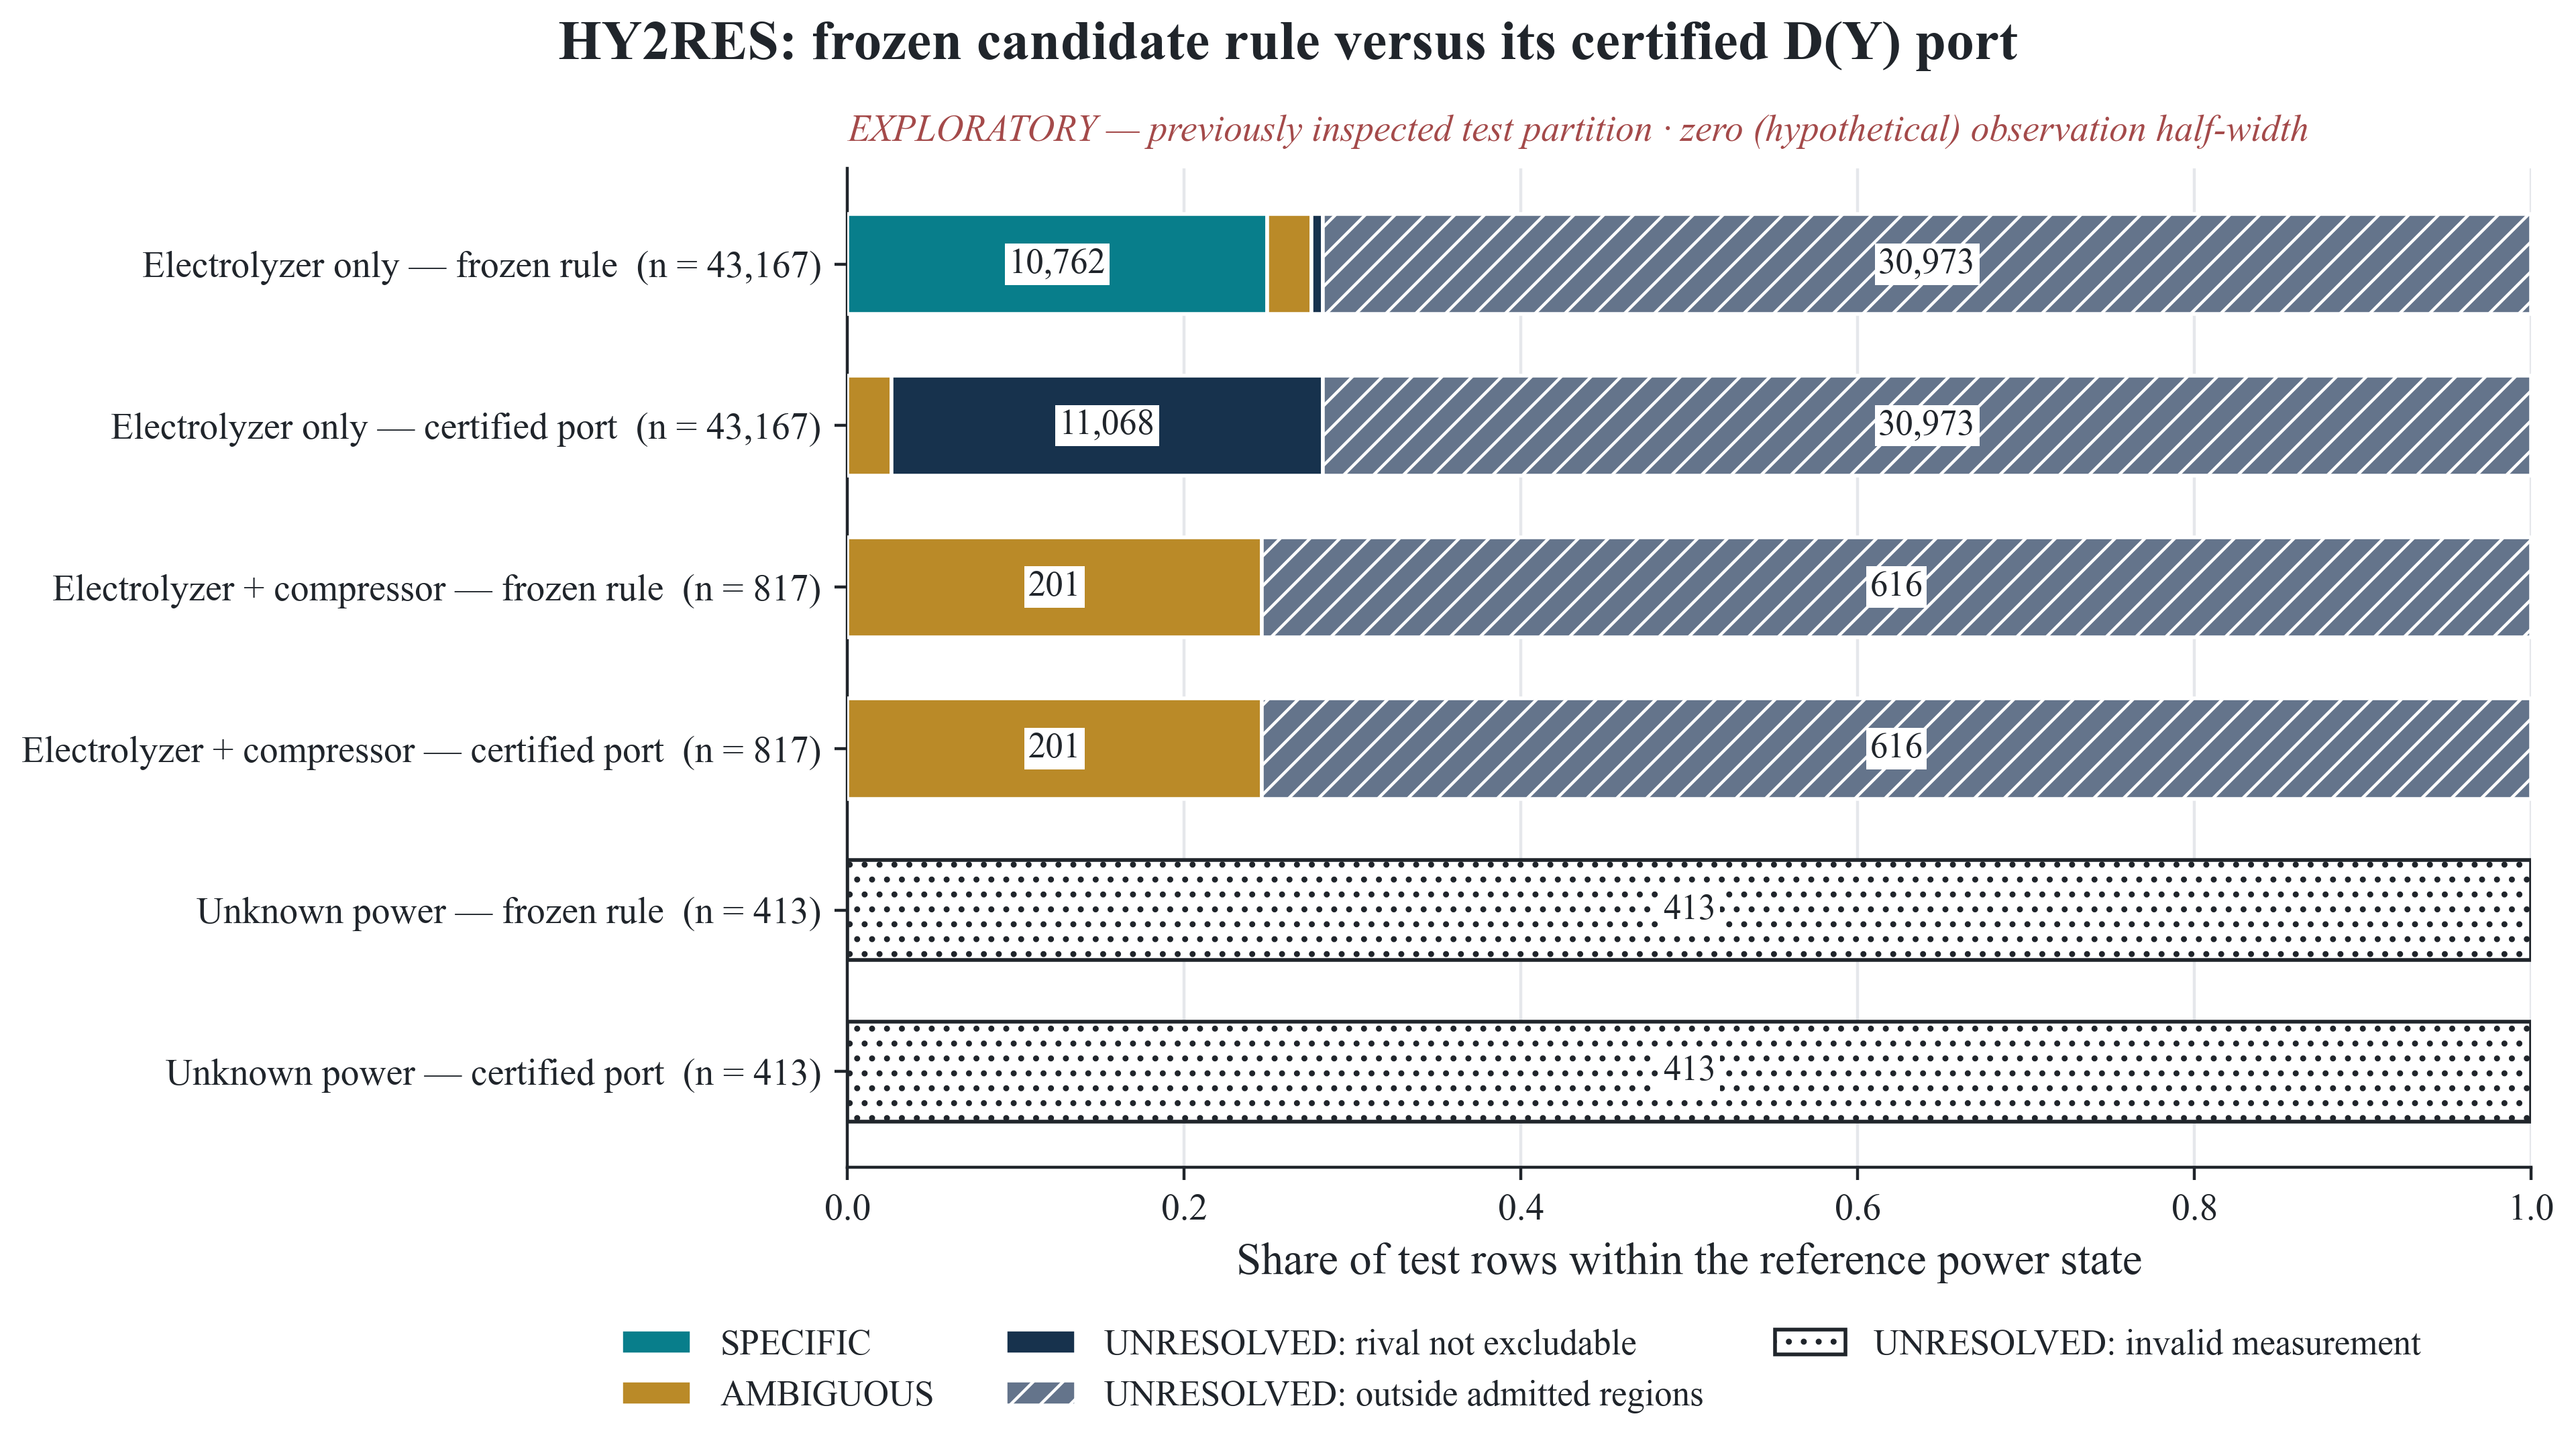 HY2RES: frozen candidate rule versus its certified D(Y) port
EXPLORATORY — previously inspected test partition · zero (hypothetical) observation half-width
Electrolyzer only — frozen rule (n = 43,167)
10,762
30,973
Electrolyzer only — certified port (n = 43,167)
11,068
30,973
Electrolyzer + compressor — frozen rule (n = 817)
201
616
Electrolyzer + compressor — certified port (n = 817)
201
616
Unknown power — frozen rule (n = 413)
413
Unknown power — certified port (n = 413)
413
0.0 0.2 0.4 0.6 0.8 1.0
Share of test rows within the reference power state
SPECIFIC
AMBIGUOUS
UNRESOLVED: rival not excludable
UNRESOLVED: outside admitted regions
UNRESOLVED: invalid measurement